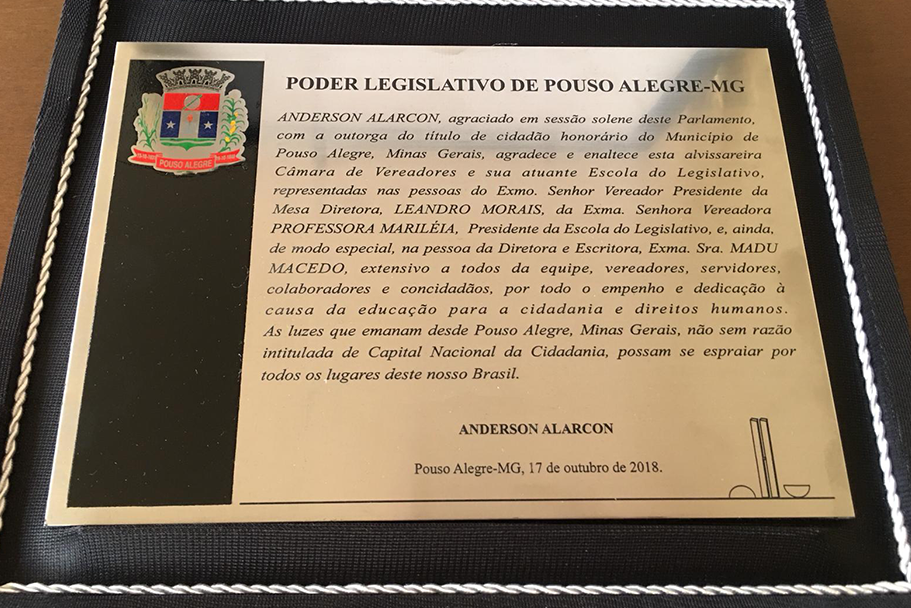 PODER LEGISLATIVO DE POUSO ALEGRE-MG
ANDERSON ALARCON, agraciado em sessão solene deste Parlamento,
com a outorga do título de cidadão honorário do Município de
Pouso Alegre, Minas Gerais, agradece e enaltece esta alvissareira
Câmara de Vereadores e sua atuante Escola do Legislativo,
representadas nas pessoas do Exmo. Senhor Vereador Presidente da
Mesa Diretora, LEANDRO MORAIS, da Exma. Senhora Vereadora
PROFESSORA MARILÉIA, Presidente da Escola do Legislativo, e, ainda,
de modo especial, na pessoa da Diretora e Escritora, Exma. Sra. MADU
MACEDO, extensivo a todos da equipe, vereadores, servidores,
colaboradores e concidadãos, por todo o empenho e dedicação à
causa da educação para a cidadania e direitos humanos.
As luzes que emanam desde Pouso Alegre, Minas Gerais, não sem razão
intitulada de Capital Nacional da Cidadania, possam se espraiar por
todos os lugares deste nosso Brasil.
ANDERSON ALARCON
Pouso Alegre-MG, 17 de outubro de 2018.
POUSO ALEGRE